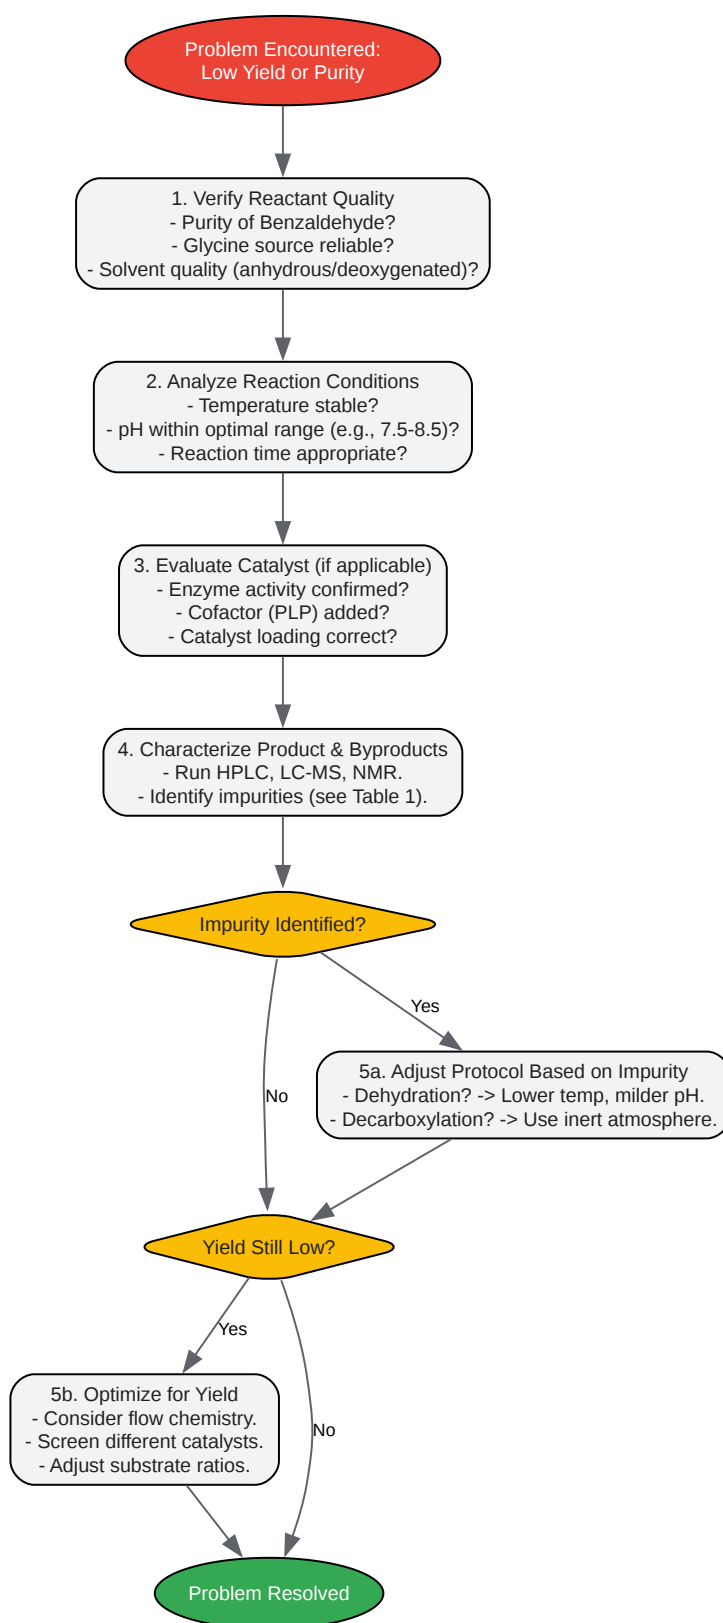 Problem Encountered:
Low Yield or Purity
1. Verify Reactant Quality
- Purity of Benzaldehyde?
- Glycine source reliable?
- Solvent quality (anhydrous/deoxygenated)?
2. Analyze Reaction Conditions
- Temperature stable?
- pH within optimal range (e.g., 7.5-8.5)?
- Reaction time appropriate?
3. Evaluate Catalyst (if applicable)
- Enzyme activity confirmed?
- Cofactor (PLP) added?
- Catalyst loading correct?
4. Characterize Product & Byproducts
- Run HPLC, LC-MS, NMR.
- Identify impurities (see Table 1).
Impurity Identified?
Yes
5a. Adjust Protocol Based on Impurity
- Dehydration? -> Lower temp, milder pH.
- Decarboxylation? -> Use inert atmosphere.
No
Yield Still Low?
Yes
5b. Optimize for Yield
- Consider flow chemistry.
- Screen different catalysts.
- Adjust substrate ratios.
No
Problem Resolved